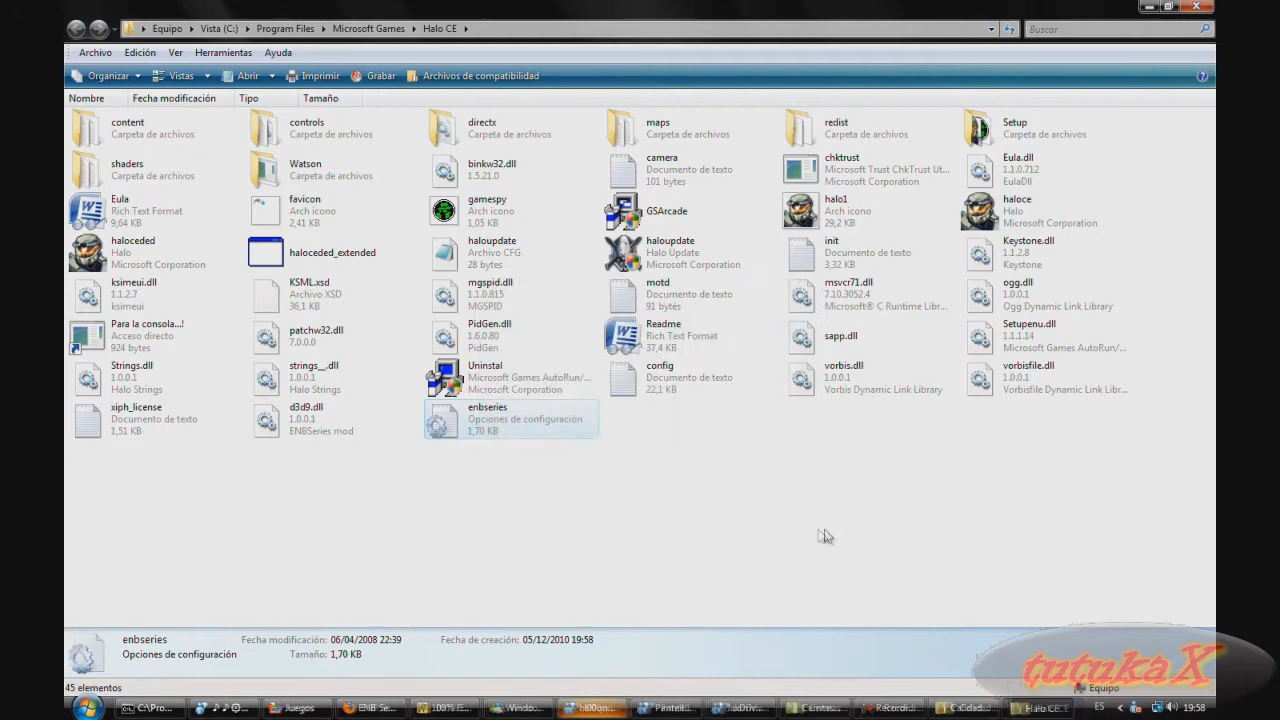 Equipo Vista (C:) Program Files Microsoft Games Halo CE Buscar
Archivo Edición Ver Herramientas Ayuda
Organizar Vistas Abrir Imprimir Grabar Archivos de compatibilidad
Nombre Fecha modificación Tipo Tamaño
content
Carpeta de archivos
controls
Carpeta de archivos
directx
Carpeta de archivos
maps
Carpeta de archivos
redist
Carpeta de archivos
Setup
Carpeta de archivos
shaders
Carpeta de archivos
Watson
Carpeta de archivos
binkw32.dll
1.5.21.0
camera
Documento de texto
101 bytes
chktrust
Microsoft Trust ChkTrust Ut...
Microsoft Corporation
Eula.dll
1.1.0.712
EulaDll
Eula
Rich Text Format
9,64 KB
favicon
Arch icono
2,41 KB
gamespy
Arch icono
1,05 KB
GSArcade
halo1
Arch icono
29,2 KB
haloce
Halo
Microsoft Corporation
haloceded
Halo
Microsoft Corporation
haloceded_extended
haloupdate
Archivo CFG
28 bytes
haloupdate
Halo Update
Microsoft Corporation
init
Documento de texto
3,32 KB
Keystone.dll
1.1.2.8
Keystone
ksimeui.dll
1.1.2.7
ksimeui
KSML.xsd
Archivo XSD
36,1 KB
mgspid.dll
1.1.0.815
MGSPID
motd
Documento de texto
91 bytes
msvcr71.dll
7.10.3052.4
Microsoft® C Runtime Libr...
ogg.dll
1.0.0.1
Ogg Dynamic Link Library
Para la consola...!
Acceso directo
924 bytes
patchw32.dll
7.0.0.0
PidGen.dll
1.6.0.80
PidGen
Readme
Rich Text Format
37,4 KB
sapp.dll
Setupenu.dll
1.1.1.14
Microsoft Games AutoRun/...
Strings.dll
1.0.0.1
Halo Strings
strings__.dll
1.0.0.1
Halo Strings
Uninstal
Microsoft Games AutoRun/...
Microsoft Corporation
config
Documento de texto
22,1 KB
vorbis.dll
1.0.0.1
Vorbis Dynamic Link Library
vorbisfile.dll
1.0.0.1
Vorbisfile Dynamic Link Libr...
xiph_license
Documento de texto
1,51 KB
d3d9.dll
1.0.0.1
ENBSeries mod
enbseries
Opciones de configuración
1,70 KB
enbseries Fecha modificación: 06/04/2008 22:39 Fecha de creación: 05/12/2010 19:58
Opciones de configuración Tamaño: 1,70 KB
tutukaX
45 elementos Equipo
C:\Pro... Juegos ENB Se... 100% E... Window... Pantell... Camtas... Recordi... Calidad... Halo CE ES 19:58